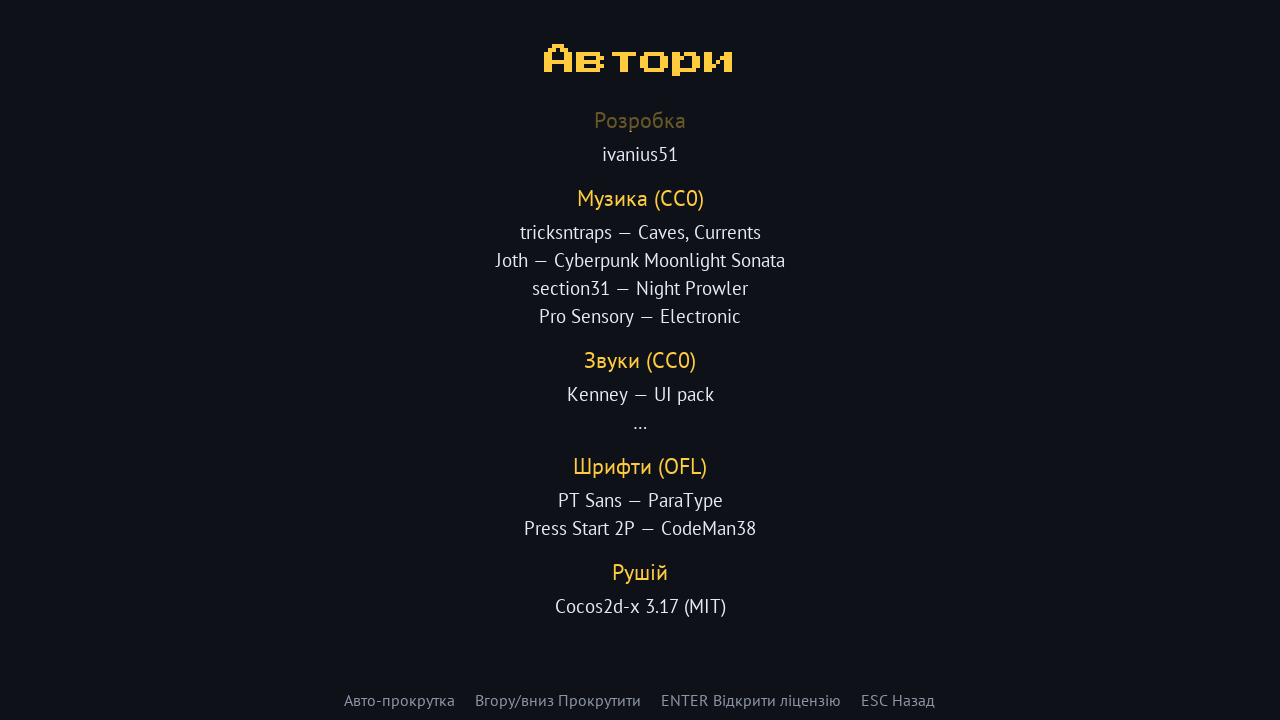 Автори
Розробка
ivanius51
Музика (CC0)
tricksntraps — Caves, Currents
Joth — Cyberpunk Moonlight Sonata
section31 — Night Prowler
Pro Sensory — Electronic
Звуки (CC0)
Kenney — UI pack
...
Шрифти (OFL)
PT Sans — ParaType
Press Start 2P — CodeMan38
Рушій
Cocos2d-x 3.17 (MIT)
Авто-прокрутка Вгору/вниз Прокрутити ENTER Відкрити ліцензію ESC Назад